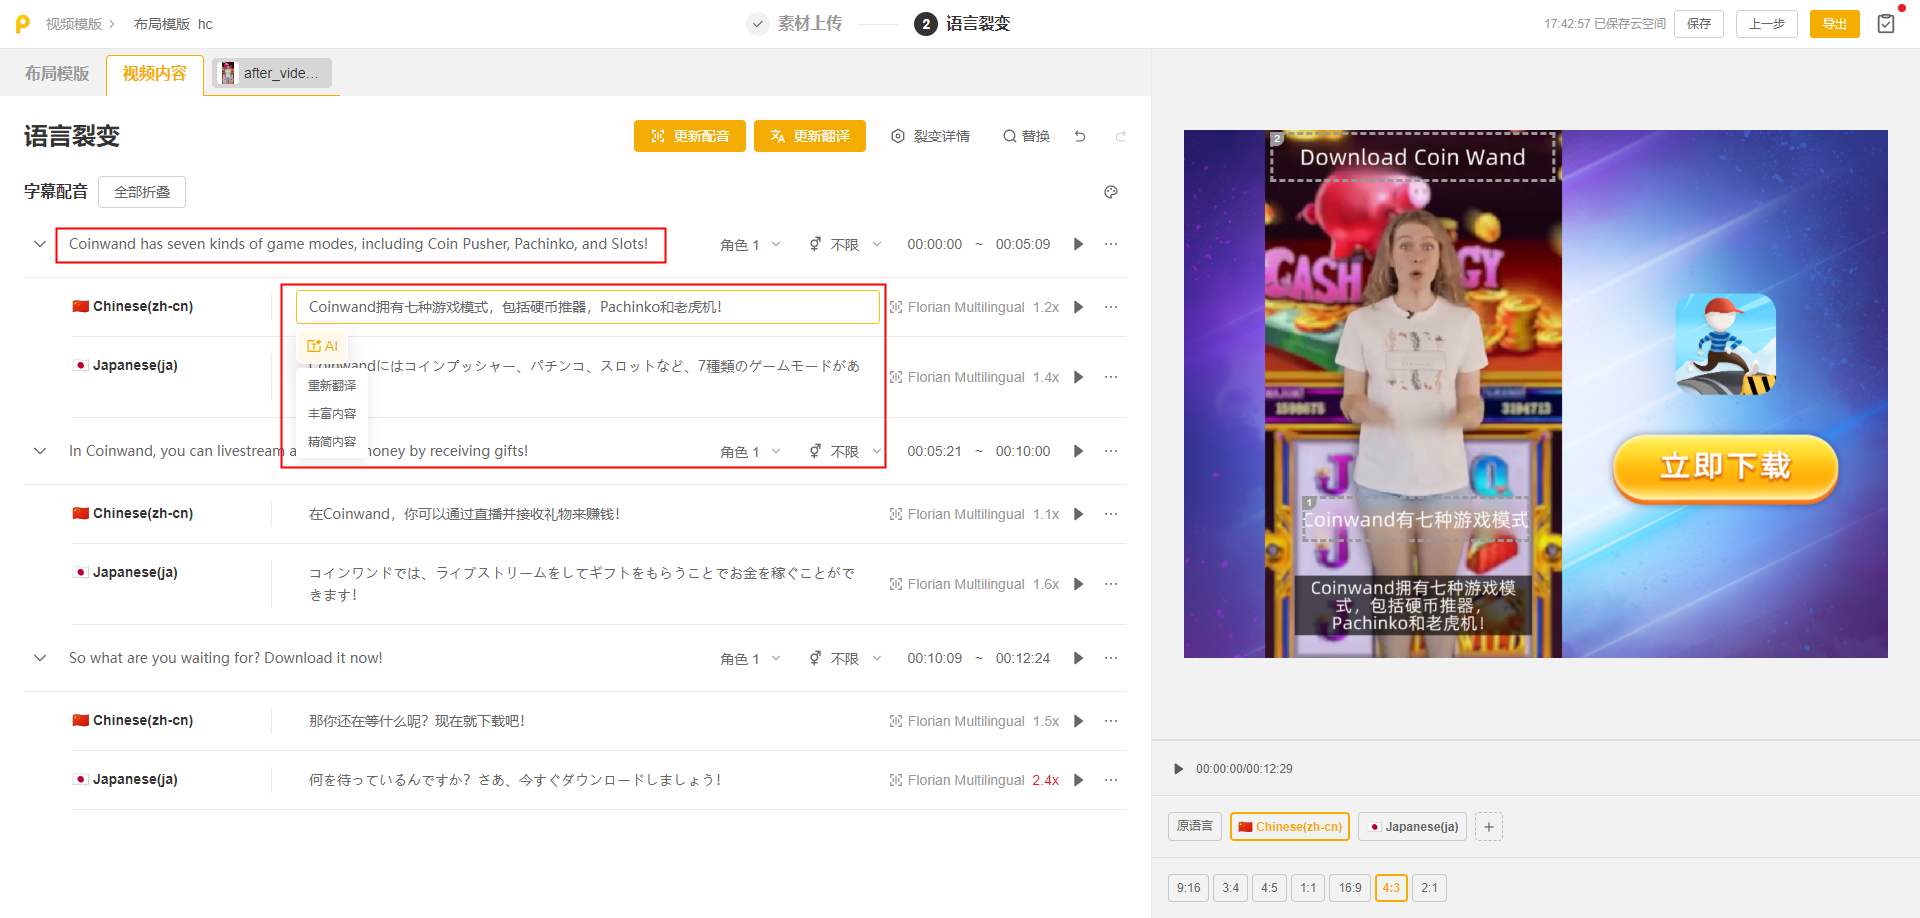 视频模版
布局模版 hc
素材上传
2 语言裂变
17:42:57 已保存云空间
保存
上一步
导出
布局模版
视频内容
after_vide...
语言裂变
更新配音
更新翻译
裂变详情
替换
字幕配音
全部折叠
Coinwand has seven kinds of game modes, including Coin Pusher, Pachinko, and Slots!
角色 1
不限
00:00:00 ~ 00:05:09
Chinese(zh-cn)
Coinwand拥有七种游戏模式，包括硬币推器，Pachinko和老虎机！
Florian Multilingual 1.2x
AI
重新翻译
丰富内容
精简内容
Japanese(ja)
Coinwandにはコインプッシャー、パチンコ、スロットなど、7種類のゲームモードがあ
Florian Multilingual 1.4x
In Coinwand, you can livestream a
oney by receiving gifts!
角色 1
不限
00:05:21 ~ 00:10:00
Chinese(zh-cn)
在Coinwand，你可以通过直播并接收礼物来赚钱！
Florian Multilingual 1.1x
Japanese(ja)
コインワンドでは、ライブストリームをしてギフトをもらうことでお金を稼ぐことがで
きます！
Florian Multilingual 1.6x
So what are you waiting for? Download it now!
角色 1
不限
00:10:09 ~ 00:12:24
Chinese(zh-cn)
那你还在等什么呢？现在就下载吧！
Florian Multilingual 1.5x
Japanese(ja)
何を待っているんですか？さあ、今すぐダウンロードしましょう！
Florian Multilingual 2.4x
2
Download Coin Wand
CASH
GY
1598675
3194713
立即下载
1
Coinwand有七种游戏模式
Coinwand拥有七种游戏模
式，包括硬币推器，
Pachinko和老虎机！
00:00:00/00:12:29
原语言
Chinese(zh-cn)
Japanese(ja)
+
9:16
3:4
4:5
1:1
16:9
4:3
2:1